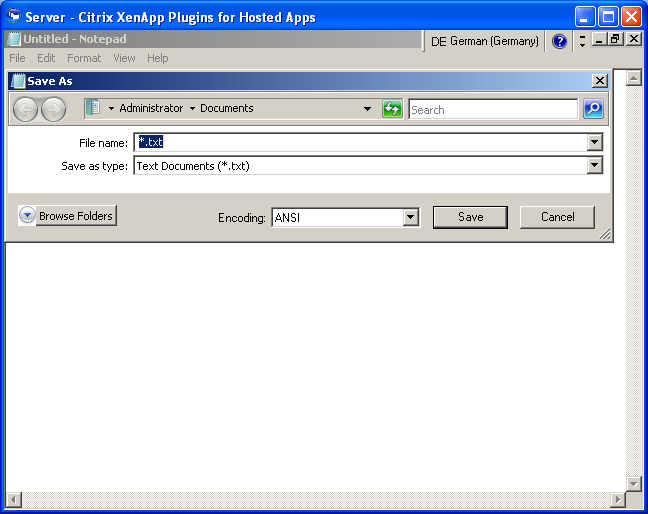 Server - Citrix XenApp Plugins for Hosted Apps
Untitled - Notepad
DE German (Germany)
File Edit Format View Help
Save As
Administrator Documents
Search
File name: *.txt
Save as type: Text Documents (*.txt)
Browse Folders
Encoding: ANSI
Save
Cancel